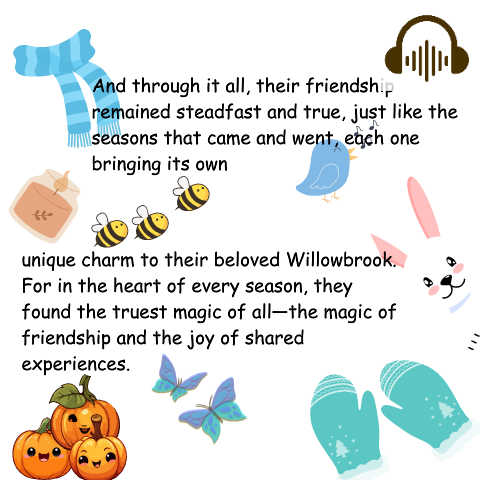 And through it all, their friendship
remained steadfast and true, just like the
seasons that came and went, each one
bringing its own
unique charm to their beloved Willowbrook.
For in the heart of every season, they
found the truest magic of all—the magic of
friendship and the joy of shared
experiences.